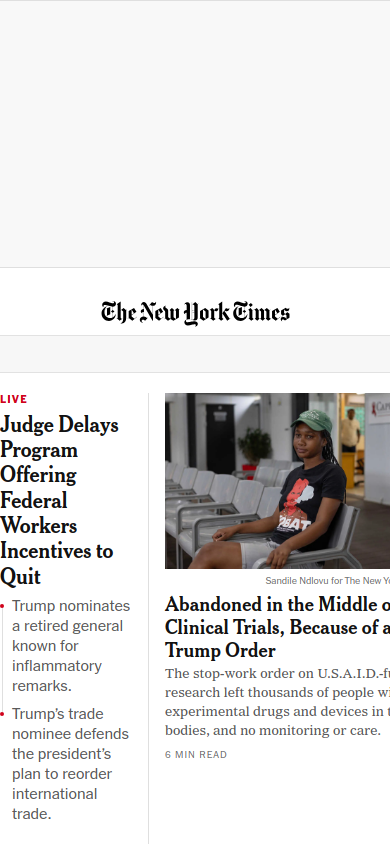 The New York Times
LIVE
Judge Delays
Program
Offering
Federal
Workers
Incentives to
Quit
Trump nominates
a retired general
known for
inflammatory
remarks.
Trump's trade
nominee defends
the president's
plan to reorder
international
trade.
Sandile Ndlovu for The New Yo
Abandoned in the Middle o
Clinical Trials, Because of a
Trump Order
The stop-work order on U.S.A.I.D.-fu
research left thousands of people wi
experimental drugs and devices in t
bodies, and no monitoring or care.
6 MIN READ